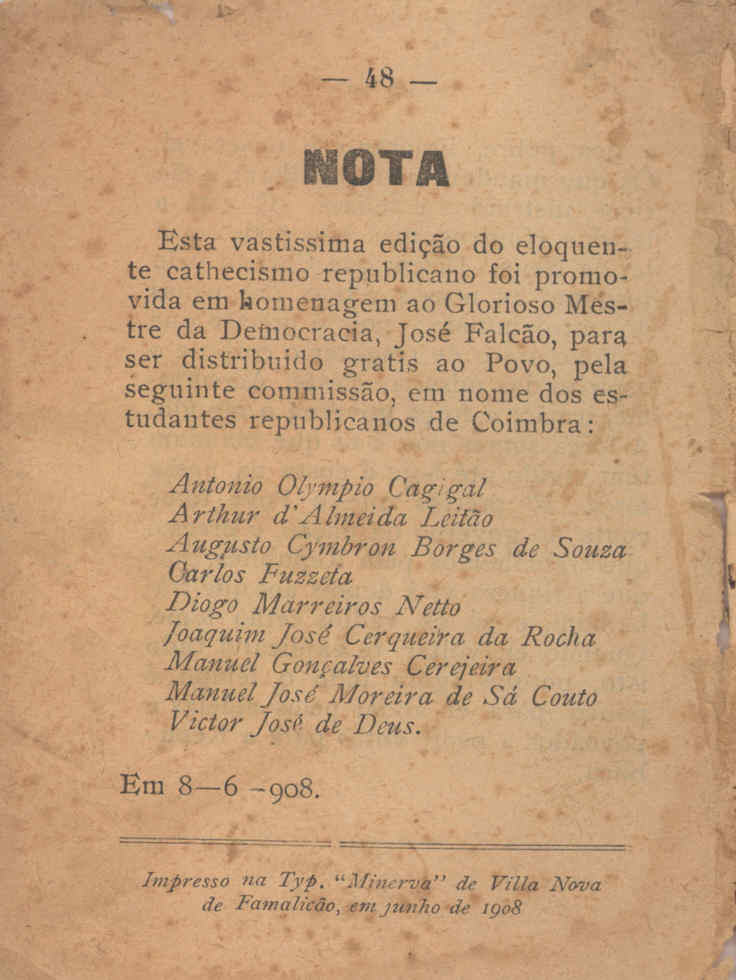 — 48 —
NOTA
Esta vastissima edição do eloquen-
te cathecismo republicano foi promo-
vida em homenagem ao Glorioso Mes-
tre da Democracia, José Falcão, para
ser distribuido gratis ao Povo, pela
seguinte commissão, em nome dos es-
tudantes republicanos de Coimbra:
Antonio Olympio Cagigal
Arthur d'Almeida Leitão
Augusto Cymbron Borges de Souza
Carlos Fuzzeta
Diogo Marreiros Netto
Joaquim José Cerqueira da Rocha
Manuel Gonçalves Cerejeira
Manuel José Moreira de Sá Couto
Victor José de Deus.
Em 8—6—908.
Impresso na Typ. "Minerva" de Villa Nova
de Famalicão, em junho de 1908